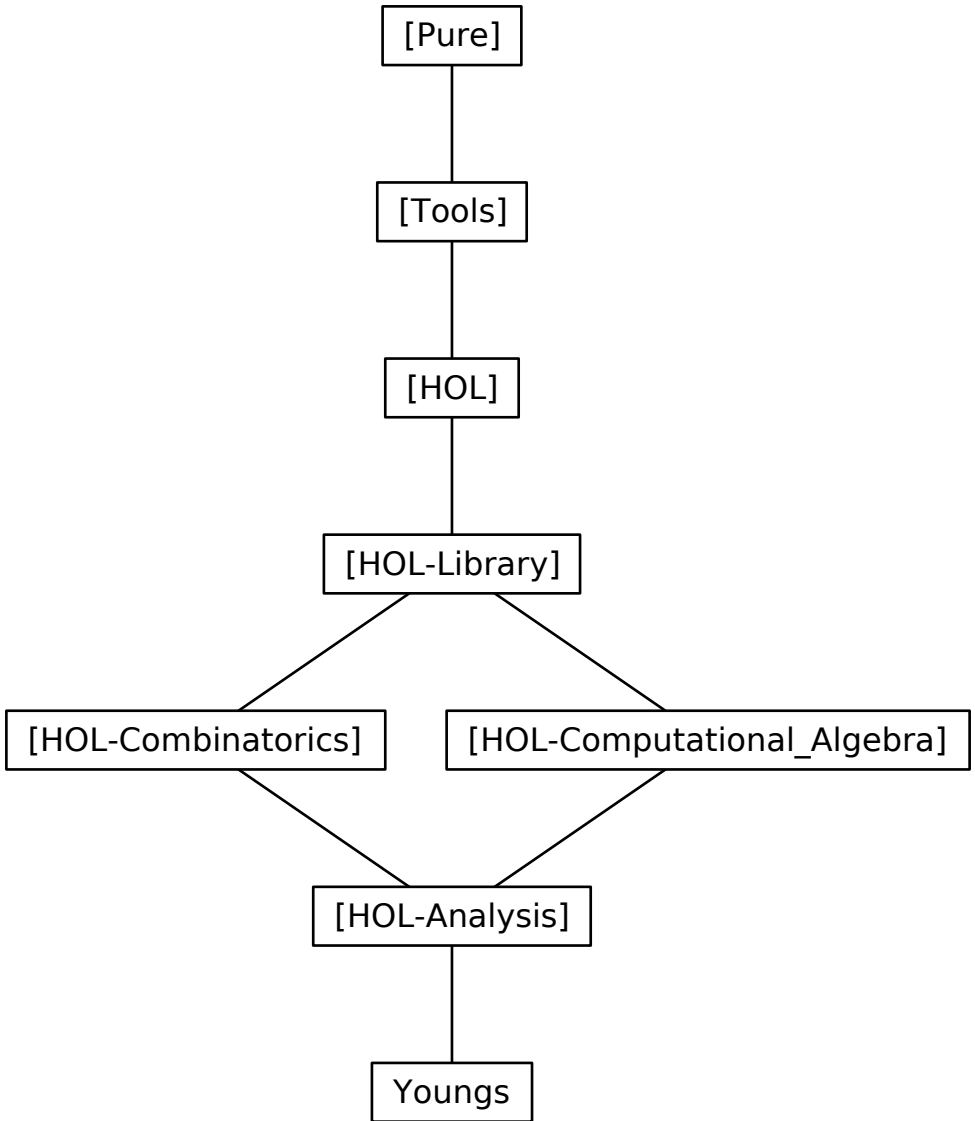 [Pure]
[Tools]
[HOL]
[HOL-Library]
[HOL-Combinatorics]
[HOL-Computational_Algebra]
[HOL-Analysis]
Youngs